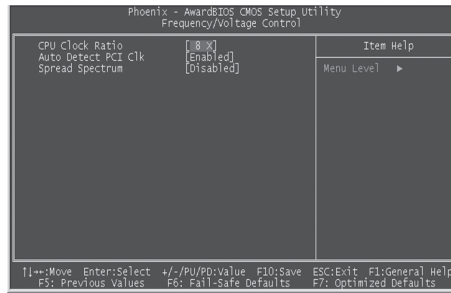 Phoenix - AwardBIOS CMOS Setup Utility
Frequency/Voltage Control
CPU Clock Ratio [ 8 X]
Auto Detect PCI Clk [Enabled]
Spread Spectrum [Disabled]
Item Help
Menu Level ►
↑↓→←:Move Enter:Select +/-/PU/PD:Value F10:Save ESC:Exit F1:General Help
F5: Previous Values F6: Fail-Safe Defaults F7: Optimized Defaults